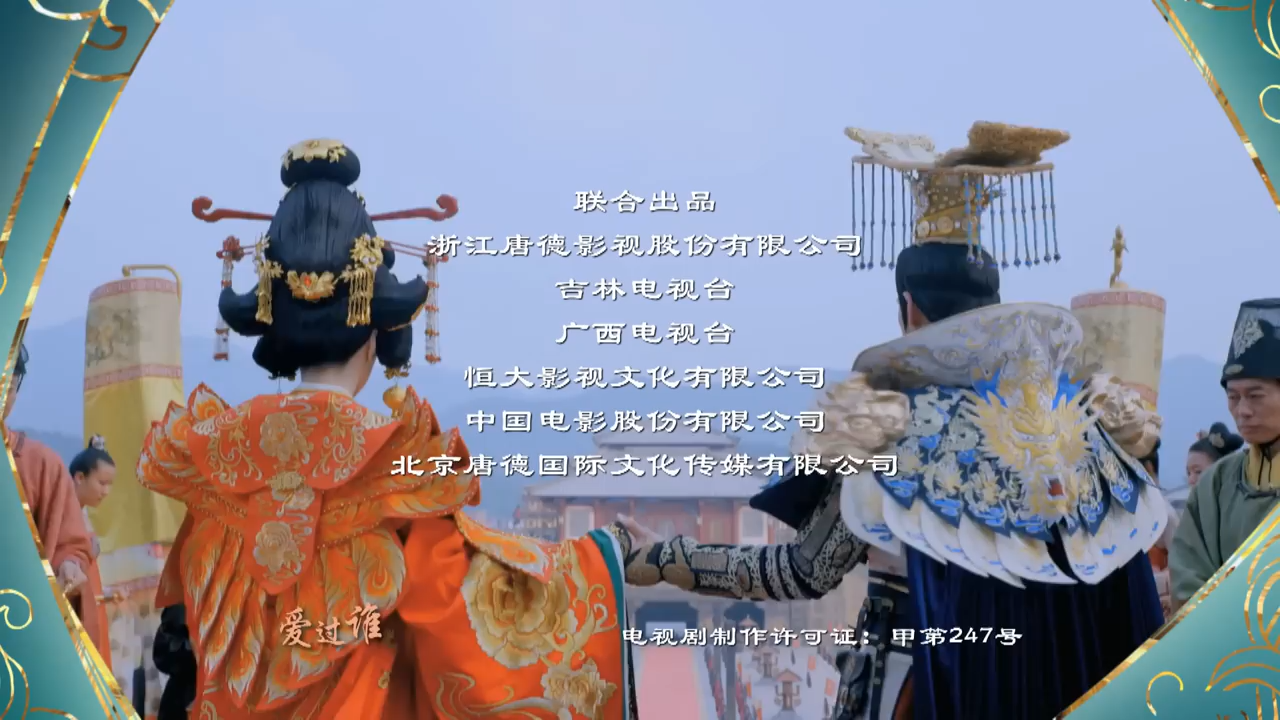 联合出品
浙江唐德影视股份有限公司
吉林电视台
广西电视台
恒大影视文化有限公司
中国电影股份有限公司
北京唐德国际文化传媒有限公司
爱过谁
电视剧制作许可证：甲第247号